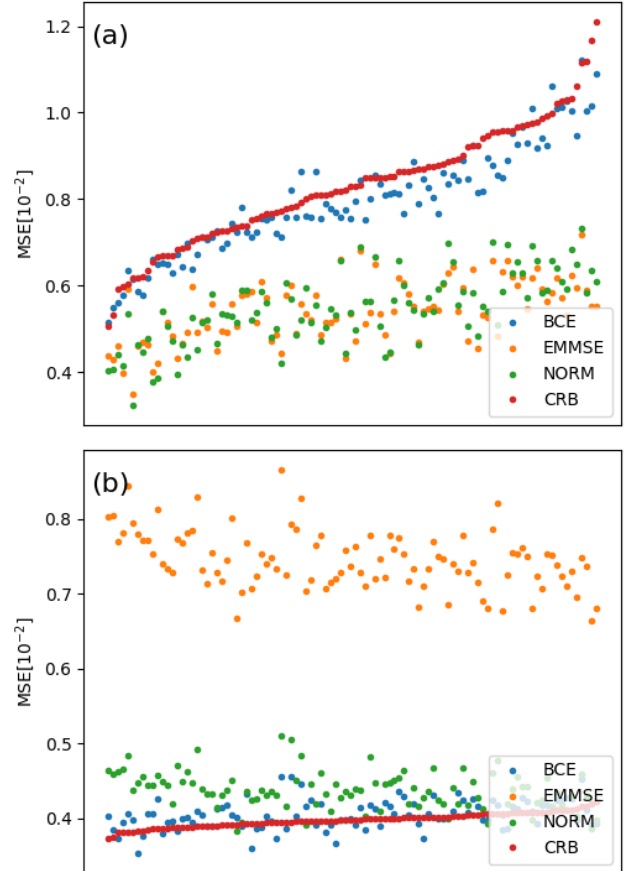 (a)
1.2
1.0
0.8
0.6
0.4
MSE[10⁻²]
BCE
EMMSE
NORM
CRB
(b)
0.8
0.7
0.6
0.5
0.4
MSE[10⁻²]
BCE
EMMSE
NORM
CRB